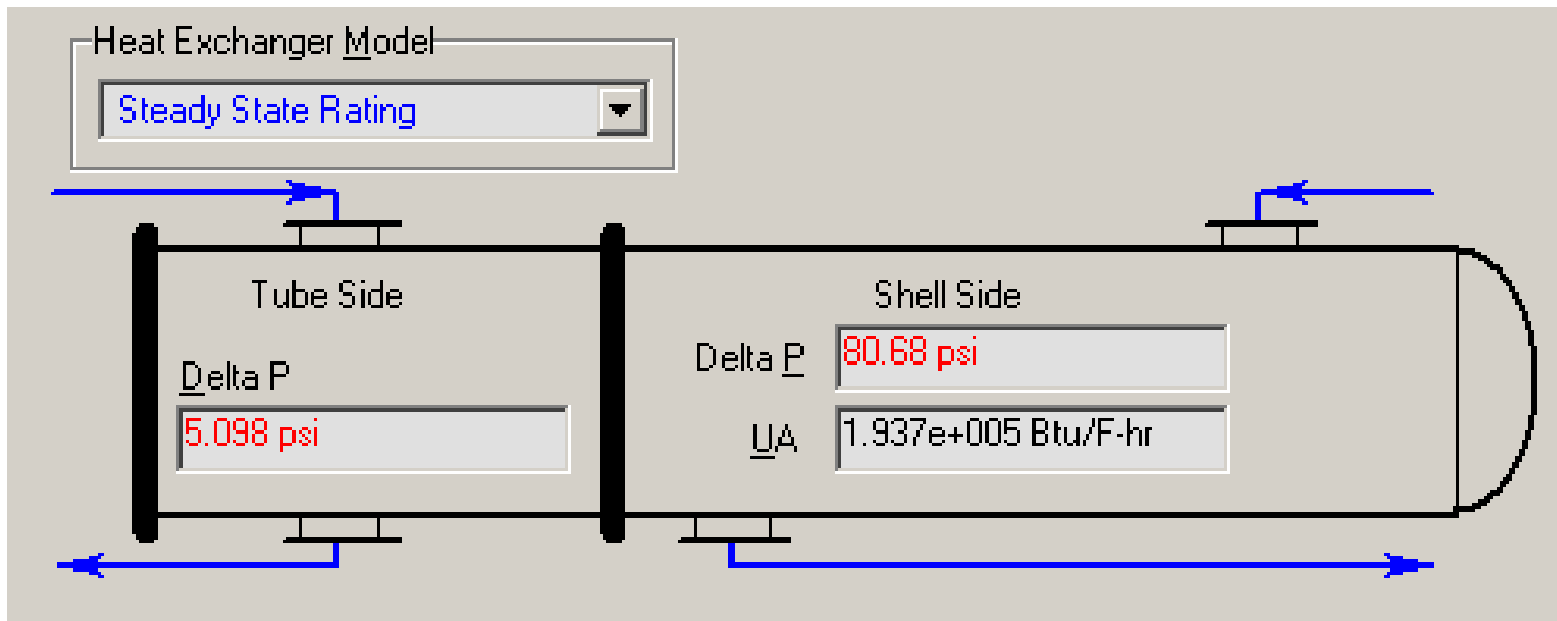 Heat Exchanger Model
Steady State Rating
Tube Side
Shell Side
Delta P
80.68 psi
Delta P
5.098 psi
UA
1.937e+005 Btu/F-hr